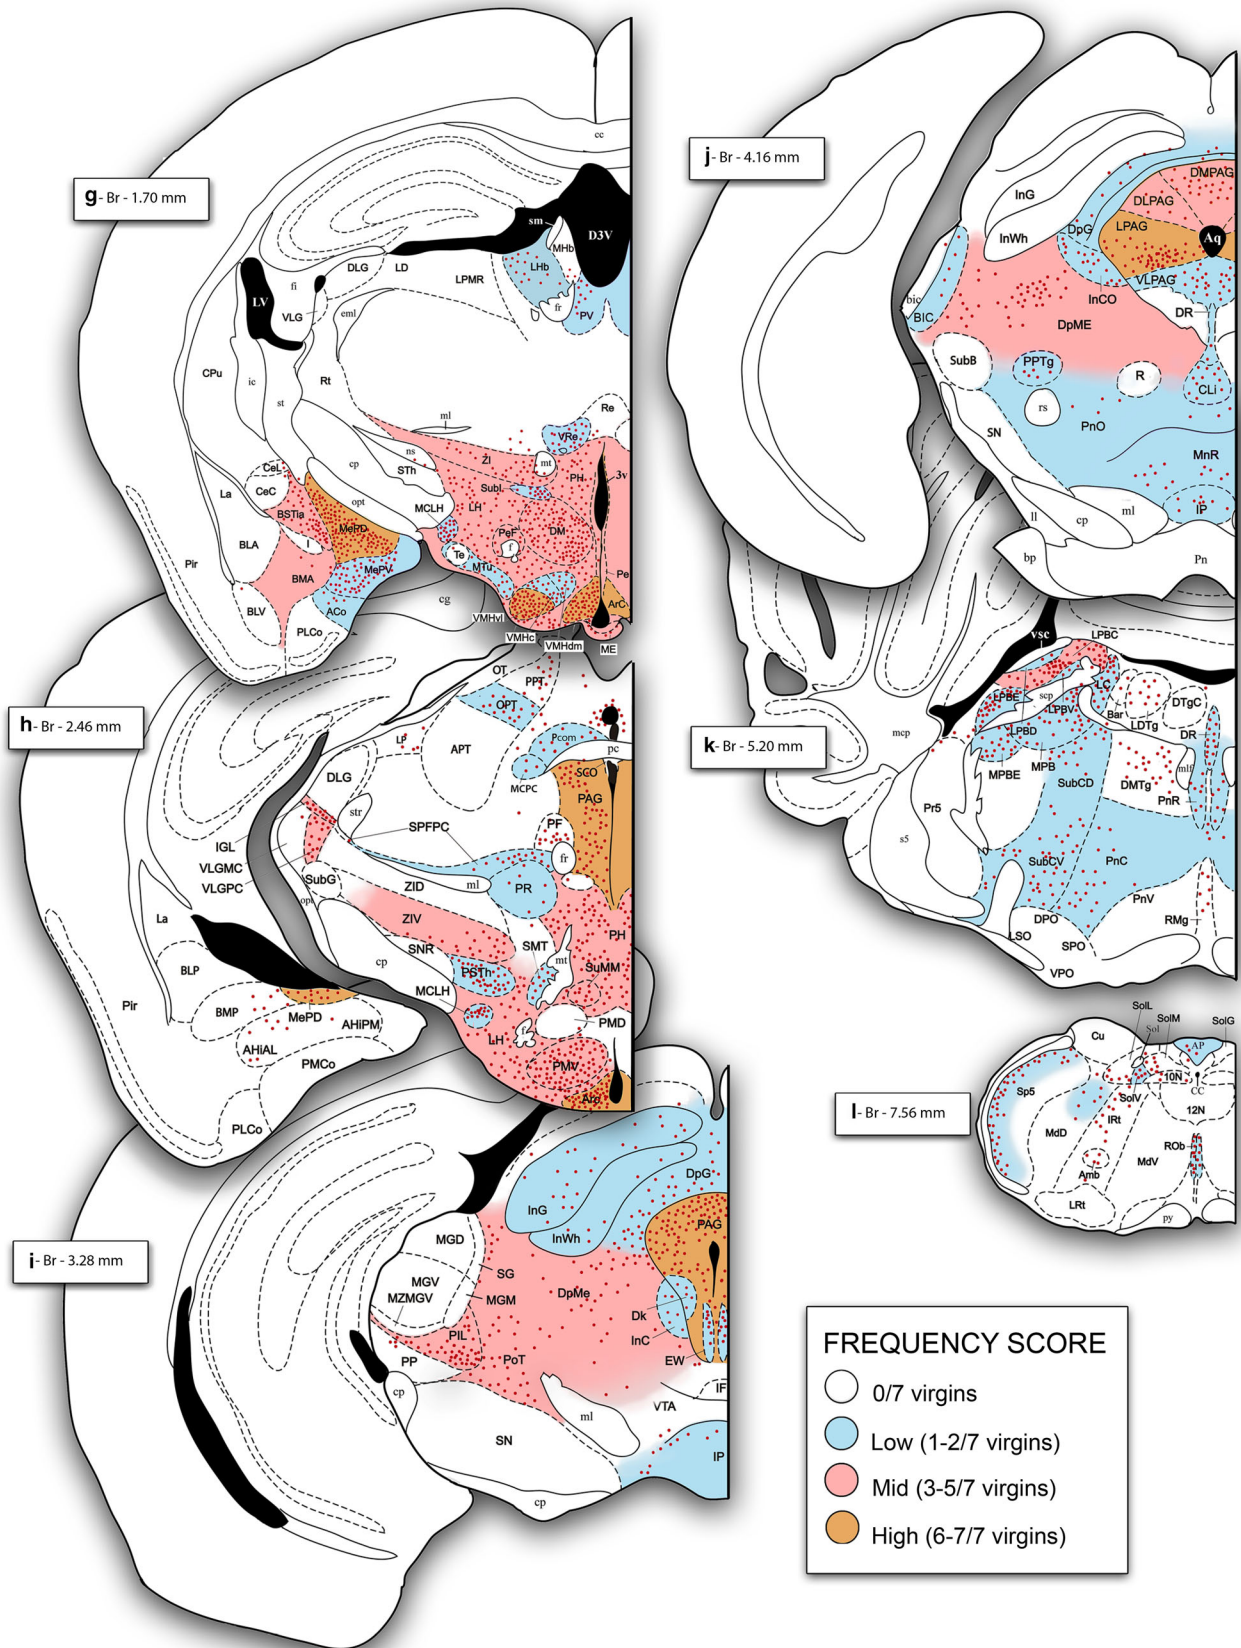 g- Br - 1.70 mm
cc
sm
D3V
MHb
LHb
fr
PV
DLG
LD
LPMR
LV
fi
VLG
eml
CPu
ic
st
Rt
ml
Re
VRe
ns
ZI
mt
STh
cp
PH
3v
SubI
CeL
CeC
La
opt
MCLH
LH
BSTia
MePD
PeF
DM
I
f
Te
BLA
Pir
BMA
MePV
MTu
Pe
BLV
ACo
cg
ArC
PLCo
VMHvl
VMHc
VMHdm
ME
h- Br - 2.46 mm
OT
PPT
OPT
LP
APT
Pcom
pc
DLG
MCPC
SCO
PAG
str
SPFPC
PF
IGL
fr
VLGMC
VLGPC
SubG
ZID
ml
PR
opt
La
ZIV
SNR
SMT
PH
cp
PSTh
mt
SuMM
BLP
MCLH
MePD
Pir
BMP
AHiPM
LH
f
PMD
AHiAL
PMCo
PMV
Arc
PLCo
i- Br - 3.28 mm
DpG
InG
InWh
PAG
MGD
SG
MGV
MZMGV
MGM
DpMe
Dk
PIL
InC
PP
PoT
EW
cp
IF
ml
VTA
SN
IP
cp
j- Br - 4.16 mm
DMPAG
InG
DLPAG
DpG
LPAG
InWh
Aq
bic
InCO
VLPAG
BIC
DpME
DR
SubB
PPTg
R
CLi
rs
SN
PnO
MnR
ll
cp
ml
IP
bp
Pn
k- Br - 5.20 mm
vsc
LPBC
LPBE
scp
LC
LPBV
Bar
LDTg
DTgC
LPBD
DR
mcp
MPBE
MPB
SubCD
DMTg
mlf
PnR
Pr5
s5
SubCV
PnC
PnV
DPO
RMg
LSO
SPO
VPO
l- Br - 7.56 mm
SolL
Sol
SolM
SolG
Cu
AP
Sp5
10N
CC
SolV
12N
IRt
MdD
MdV
ROb
Amb
LRt
py
FREQUENCY SCORE
0/7 virgins
Low (1-2/7 virgins)
Mid (3-5/7 virgins)
High (6-7/7 virgins)